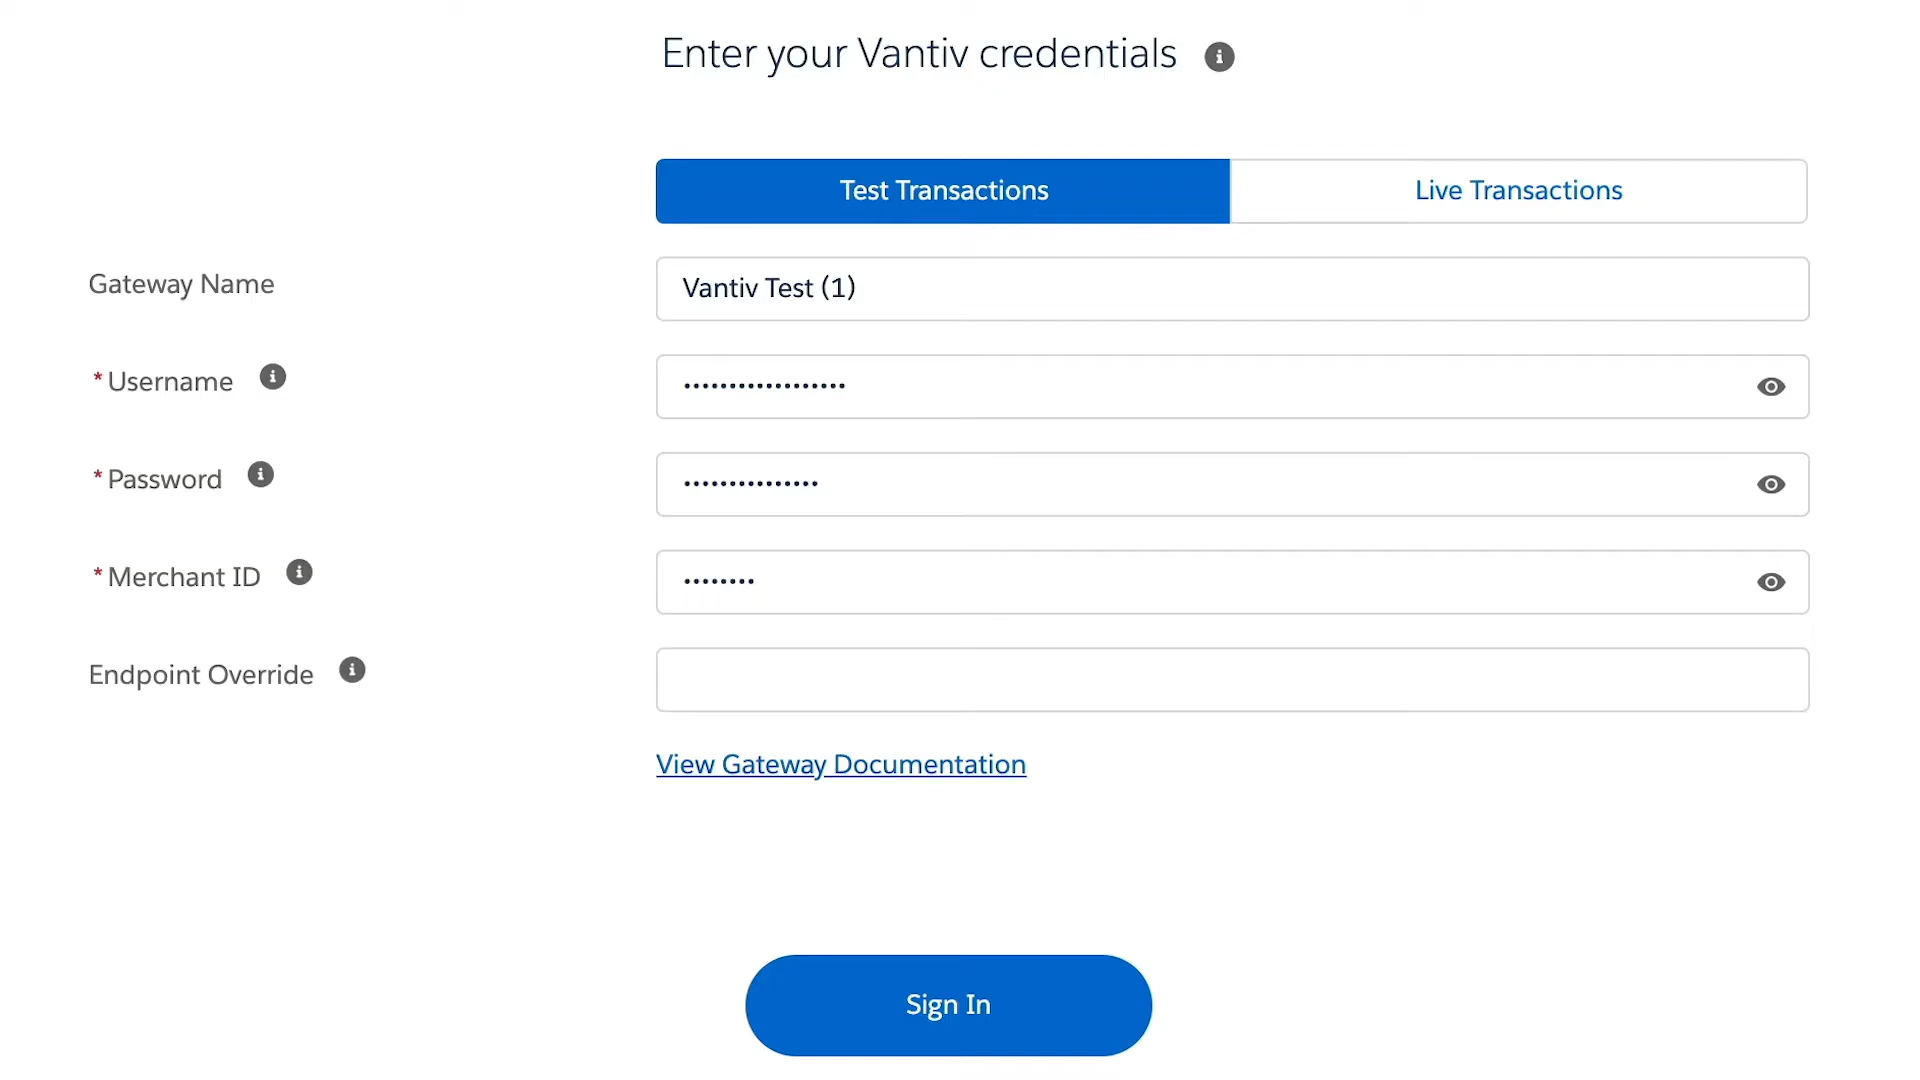 Enter your Vantiv credentials
Test Transactions
Live Transactions
Gateway Name
Vantiv Test (1)
*Username
••••••••••••••••••
*Password
•••••••••••••••
*Merchant ID
••••••••
Endpoint Override
View Gateway Documentation
Sign In